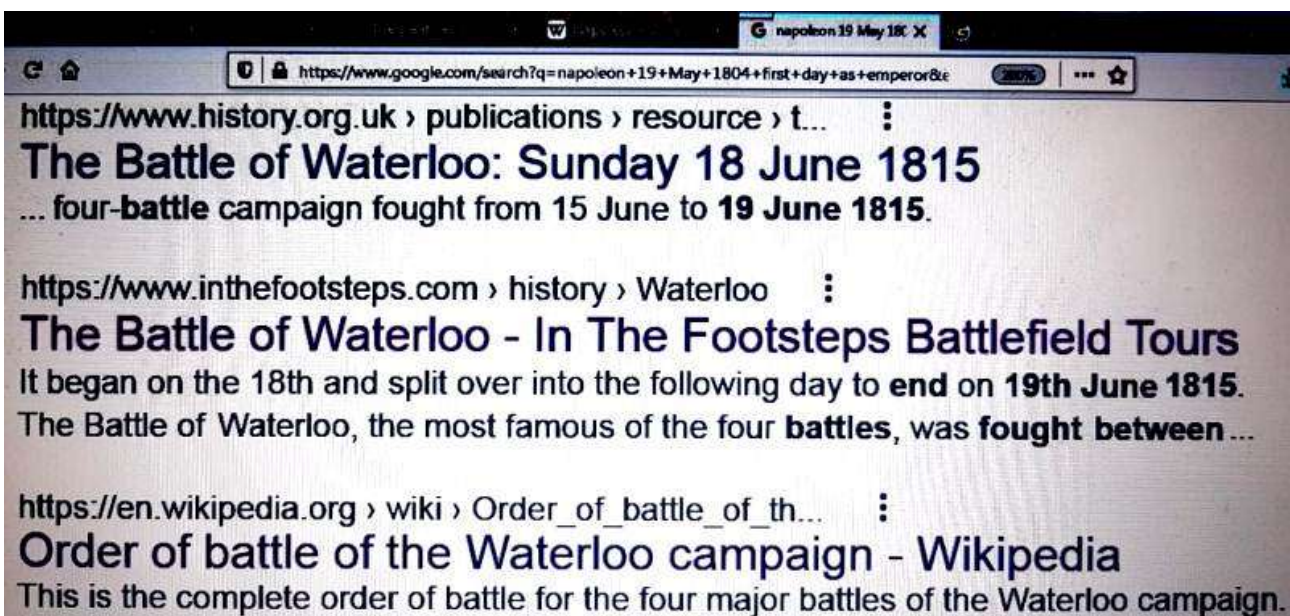 G napoleon 19 May 180 X
https://www.google.com/search?q=napoleon+19+May+1804+first+day+as+emperor&e 200% •••
https://www.history.org.uk › publications › resource › t...
The Battle of Waterloo: Sunday 18 June 1815
... four-battle campaign fought from 15 June to 19 June 1815.
https://www.inthefootsteps.com › history › Waterloo
The Battle of Waterloo - In The Footsteps Battlefield Tours
It began on the 18th and split over into the following day to end on 19th June 1815.
The Battle of Waterloo, the most famous of the four battles, was fought between ...
https://en.wikipedia.org › wiki › Order_of_battle_of_th...
Order of battle of the Waterloo campaign - Wikipedia
This is the complete order of battle for the four major battles of the Waterloo campaign.